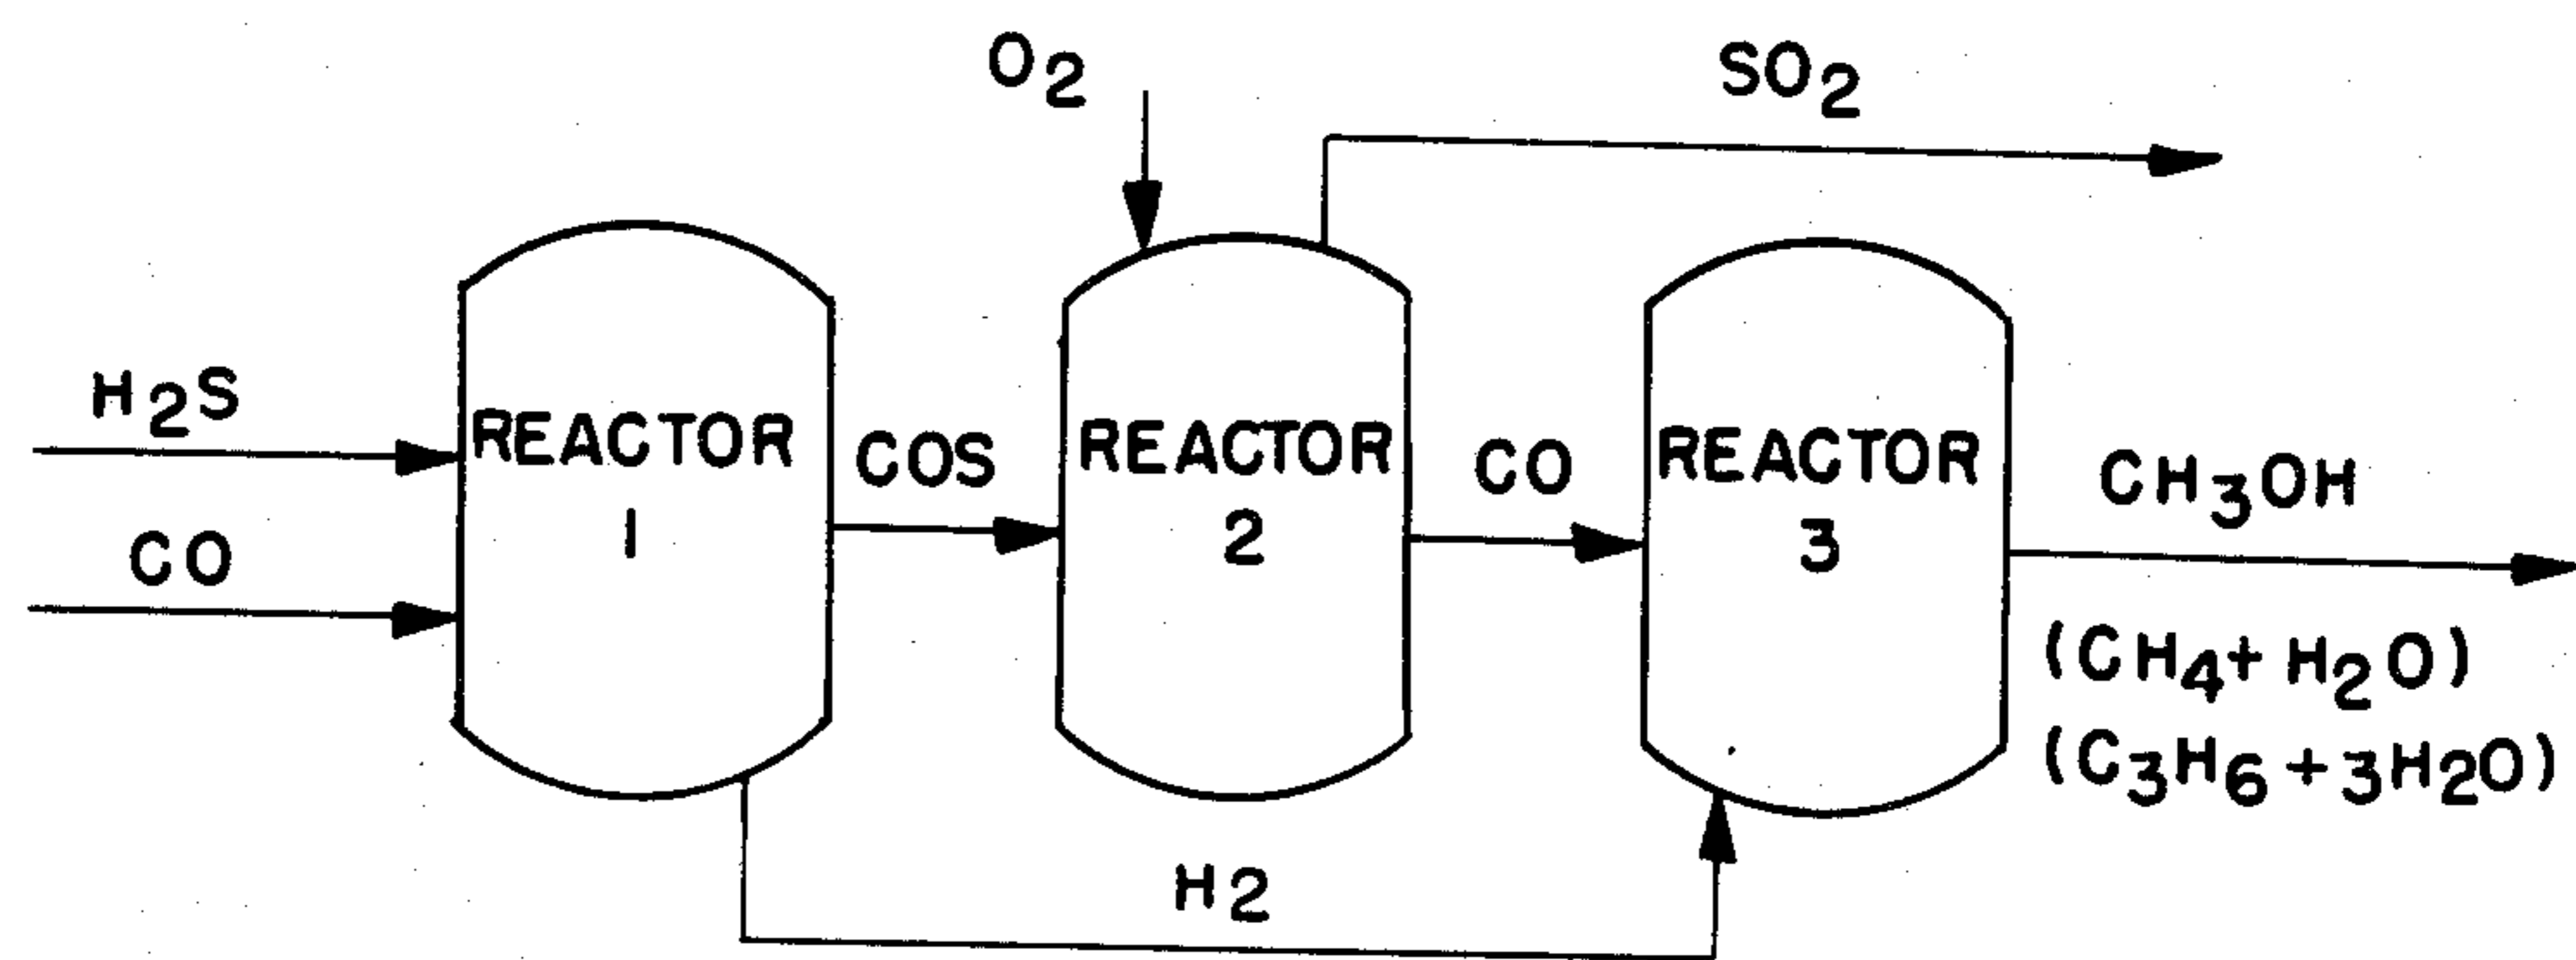 O2
SO2
H2S
CO
REACTOR
1
COS
REACTOR
2
CO
REACTOR
3
CH3OH
(CH4+ H2O)
(C3H6 +3H2O)
H2